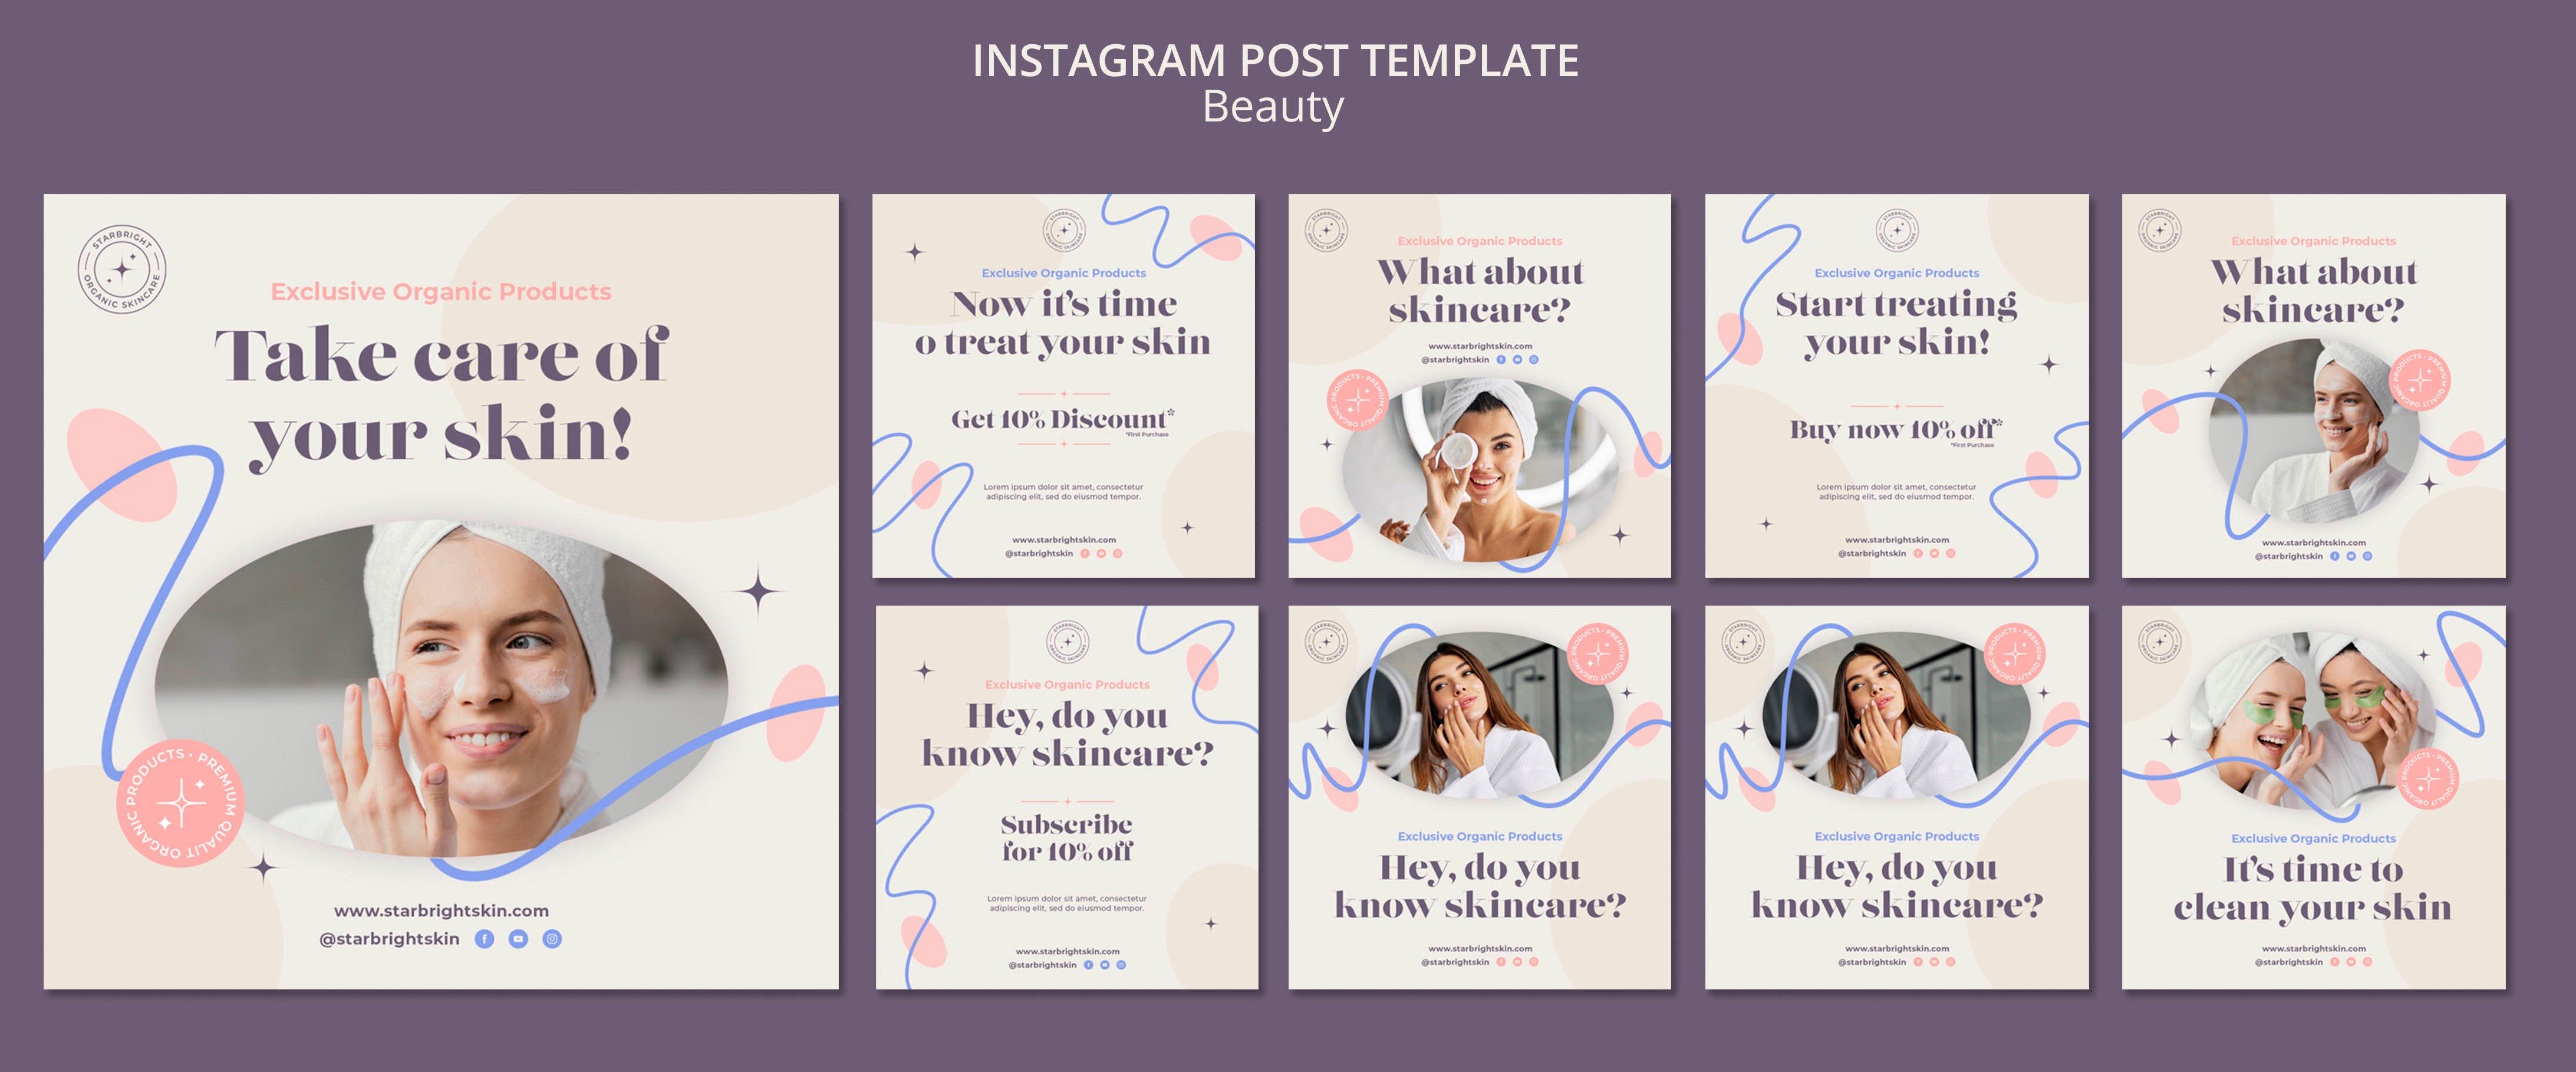 INSTAGRAM POST TEMPLATE
Beauty
STARBRIGHT
ORGANIC SKINCARE
Exclusive Organic Products
Take care of
your skin!
PRODUCTS • PREMIUM QUALIT ORGANIC
www.starbrightskin.com
@starbrightskin
STARBRIGHT
ORGANIC SKINCARE
Exclusive Organic Products
Now it's time
o treat your skin
Get 10% Discount*
*First Purchase
Lorem ipsum dolor sit amet, consectetur
adipiscing elit, sed do eiusmod tempor.
www.starbrightskin.com
@starbrightskin
STARBRIGHT
ORGANIC SKINCARE
Exclusive Organic Products
What about
skincare?
www.starbrightskin.com
@starbrightskin
PRODUCTS • PREMIUM QUALIT ORGANIC
STARBRIGHT
ORGANIC SKINCARE
Exclusive Organic Products
Start treating
your skin!
Buy now 10% off*
*First Purchase
Lorem ipsum dolor sit amet, consectetur
adipiscing elit, sed do eiusmod tempor.
www.starbrightskin.com
@starbrightskin
STARBRIGHT
ORGANIC SKINCARE
Exclusive Organic Products
What about
skincare?
PRODUCTS • PREMIUM QUALIT ORGANIC
www.starbrightskin.com
@starbrightskin
STARBRIGHT
ORGANIC SKINCARE
Exclusive Organic Products
Hey, do you
know skincare?
Subscribe
for 10% off
Lorem ipsum dolor sit amet, consectetur
adipiscing elit, sed do eiusmod tempor.
www.starbrightskin.com
@starbrightskin
STARBRIGHT
ORGANIC SKINCARE
PRODUCTS • PREMIUM QUALIT ORGANIC
Exclusive Organic Products
Hey, do you
know skincare?
www.starbrightskin.com
@starbrightskin
STARBRIGHT
ORGANIC SKINCARE
PRODUCTS • PREMIUM QUALIT ORGANIC
Exclusive Organic Products
Hey, do you
know skincare?
www.starbrightskin.com
@starbrightskin
STARBRIGHT
ORGANIC SKINCARE
PRODUCTS • PREMIUM QUALIT ORGANIC
Exclusive Organic Products
It's time to
clean your skin
www.starbrightskin.com
@starbrightskin